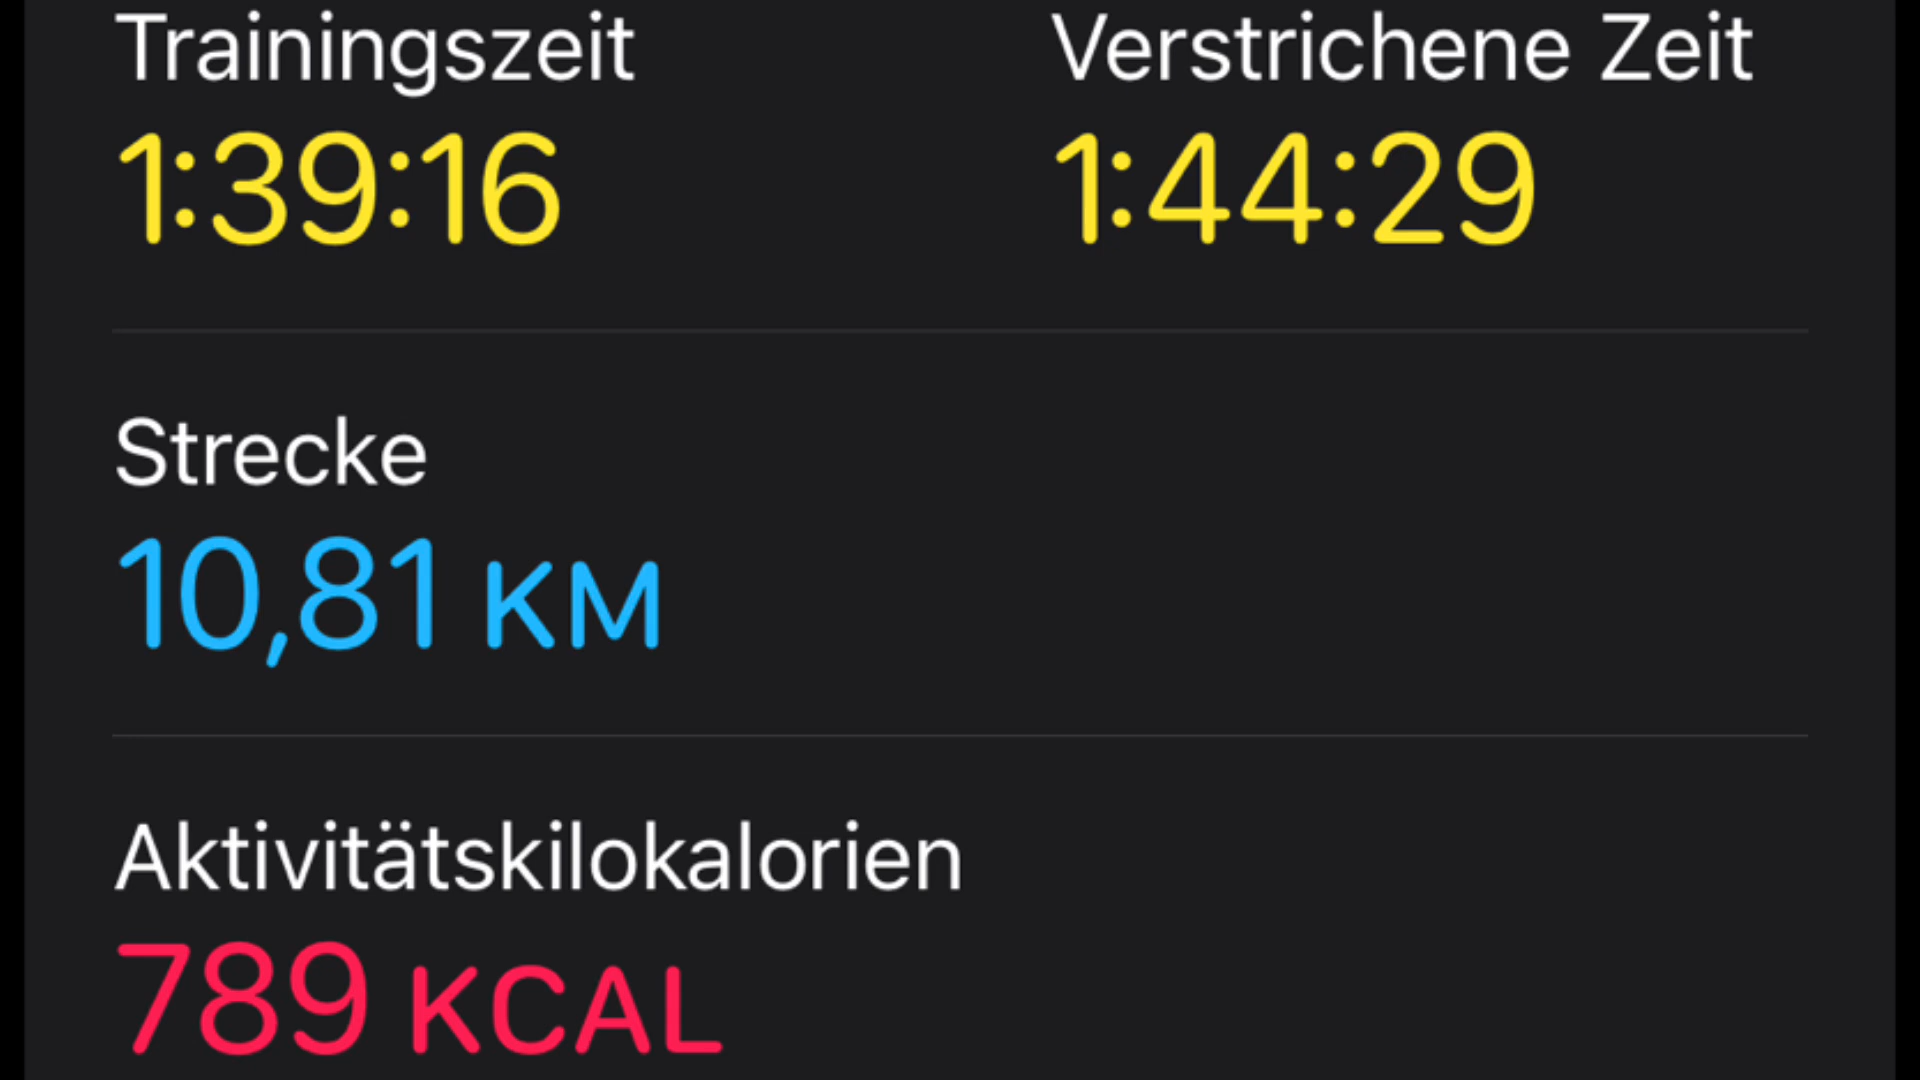 Trainingszeit Verstrichene Zeit
1:39:16 1:44:29
Strecke
10,81 KM
Aktivitätskilokalorien
789 KCAL